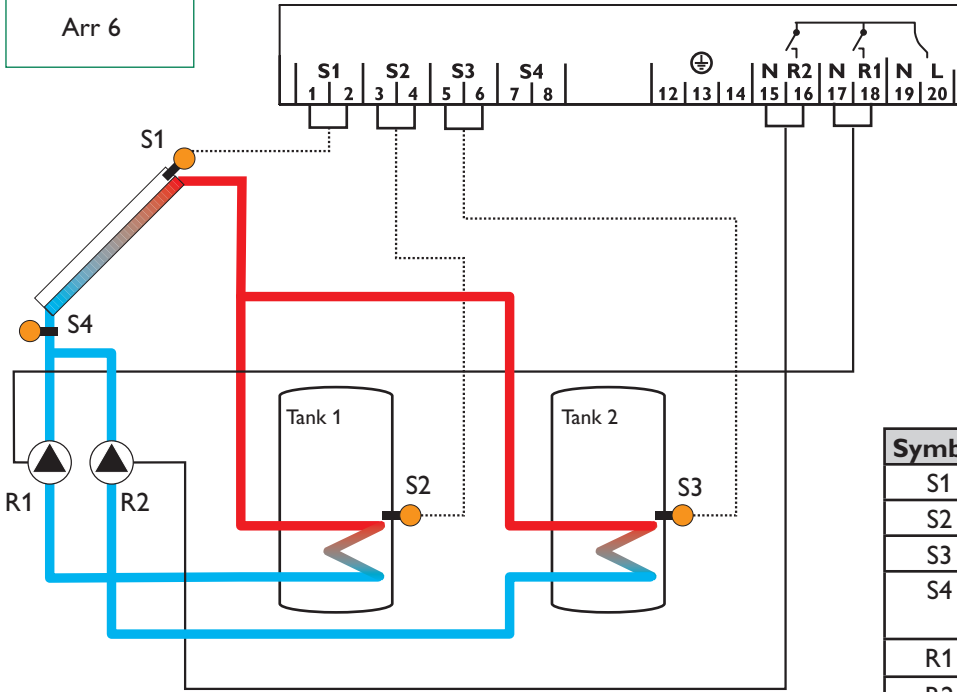 Arr 6
S1 S2 S3 S4 N R2 N R1 N L
1 2 3 4 5 6 7 8 12 13 14 15 16 17 18 19 20
S1
S4
Tank 1
Tank 2
R1
R2
S2
S3
Symb
S1
S2
S3
S4
R1
R2